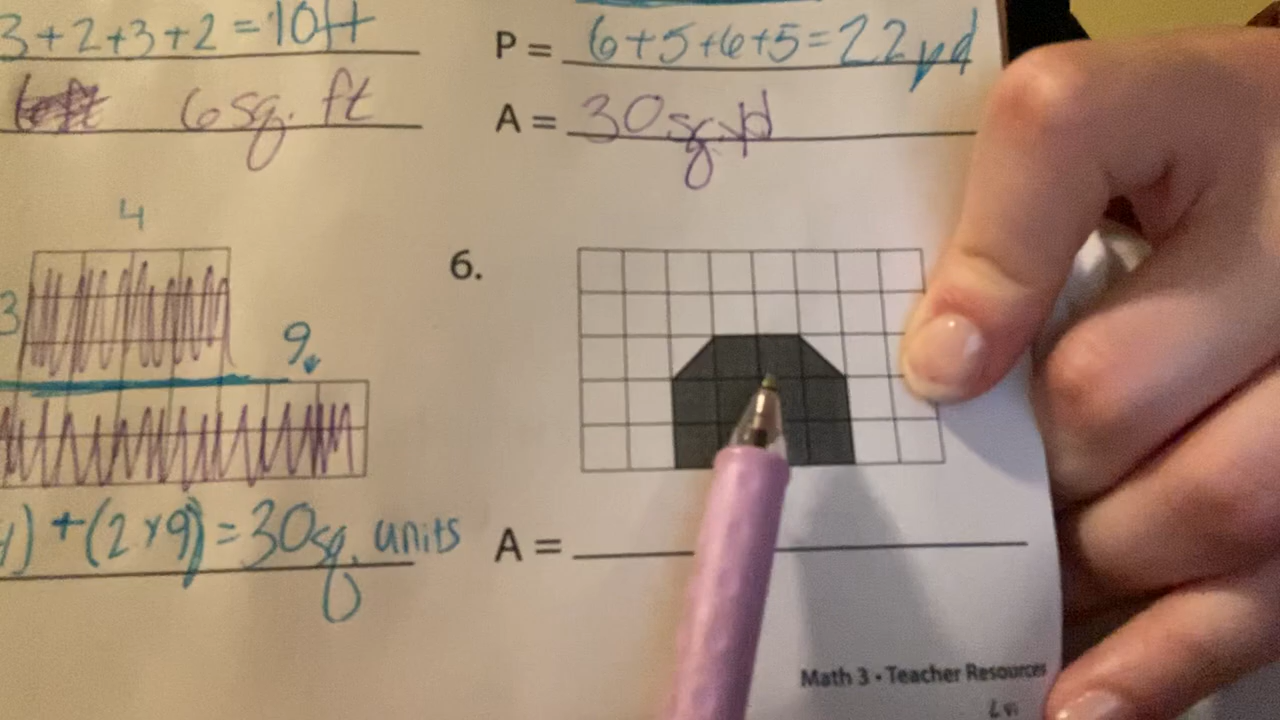 3+2+3+2=10ft
P = 6+5+6+5=22yd
6sq. ft
A = 30sq.yd
4
3
9
6.
) +(2×9)=30sq. units
A =
Math 3 • Teacher Resources